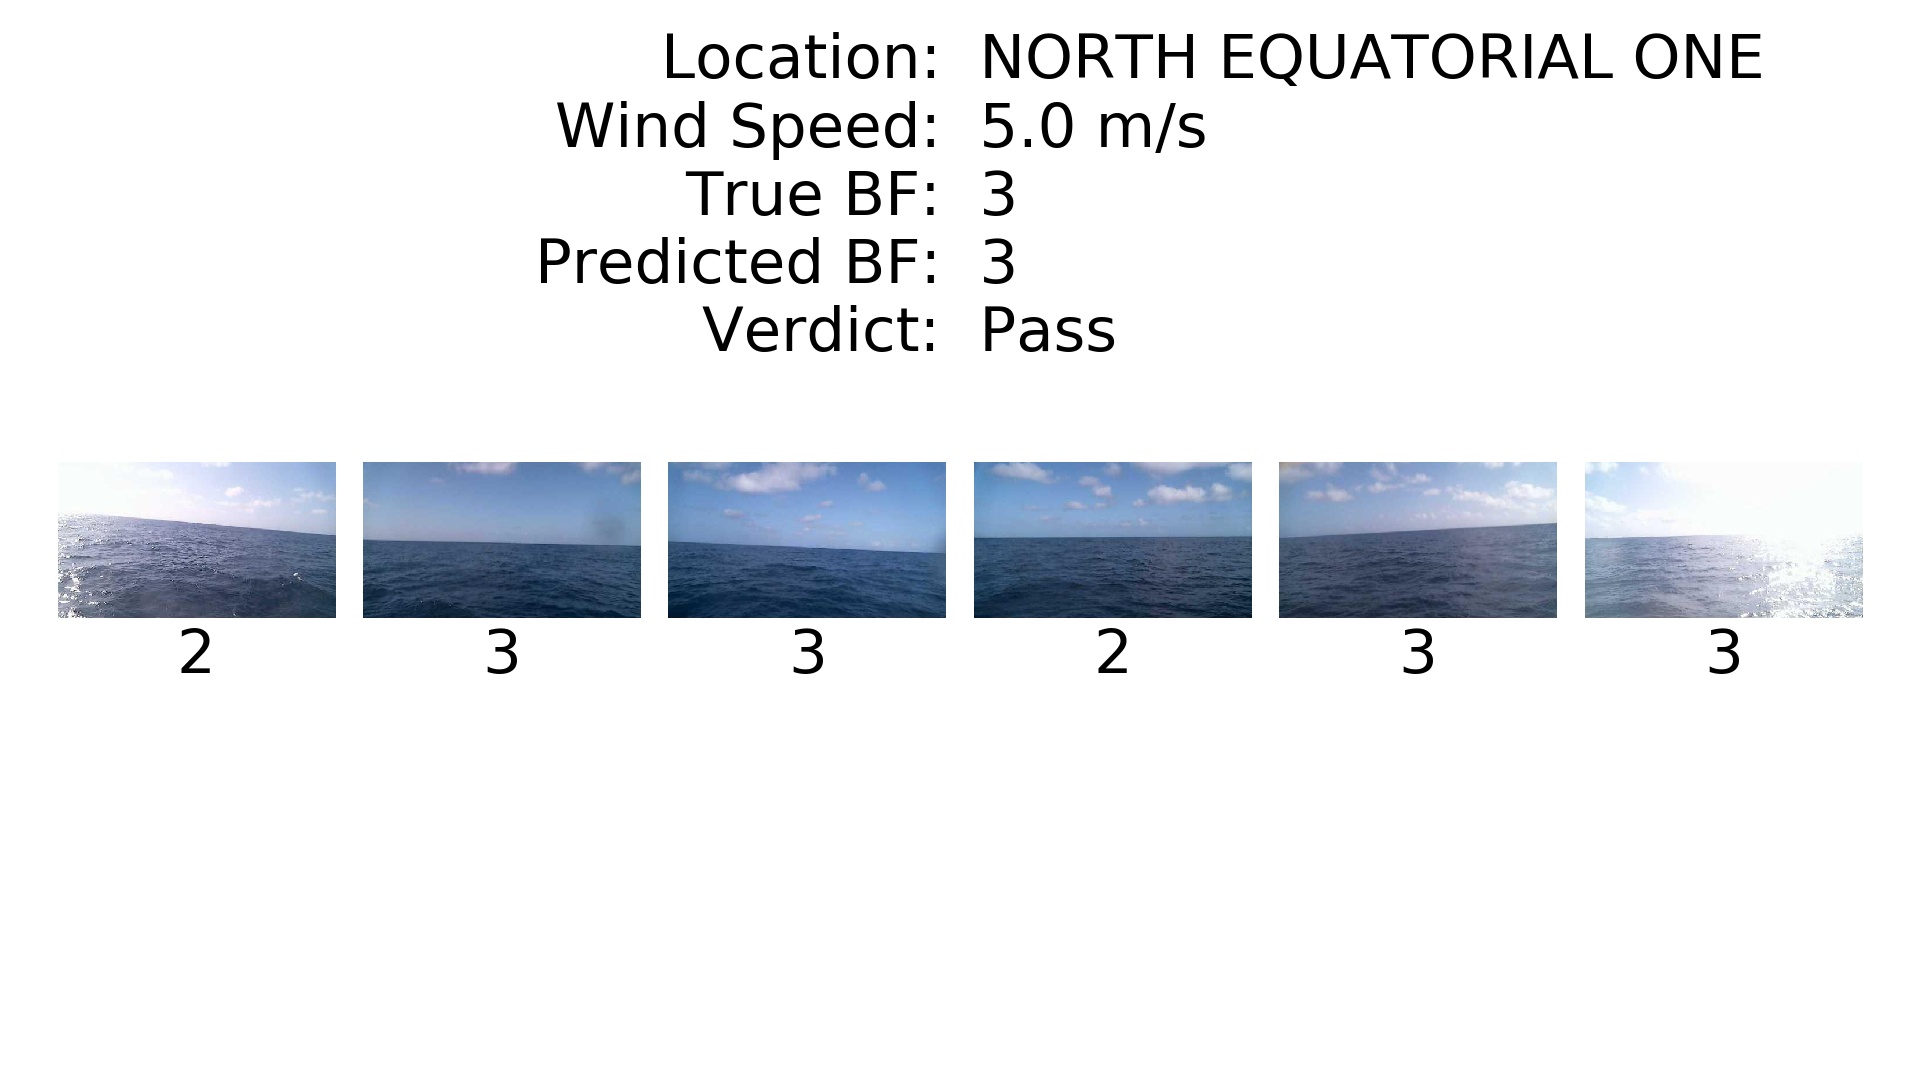 Location: NORTH EQUATORIAL ONE
Wind Speed: 5.0 m/s
True BF: 3
Predicted BF: 3
Verdict: Pass
2 3 3 2 3 3